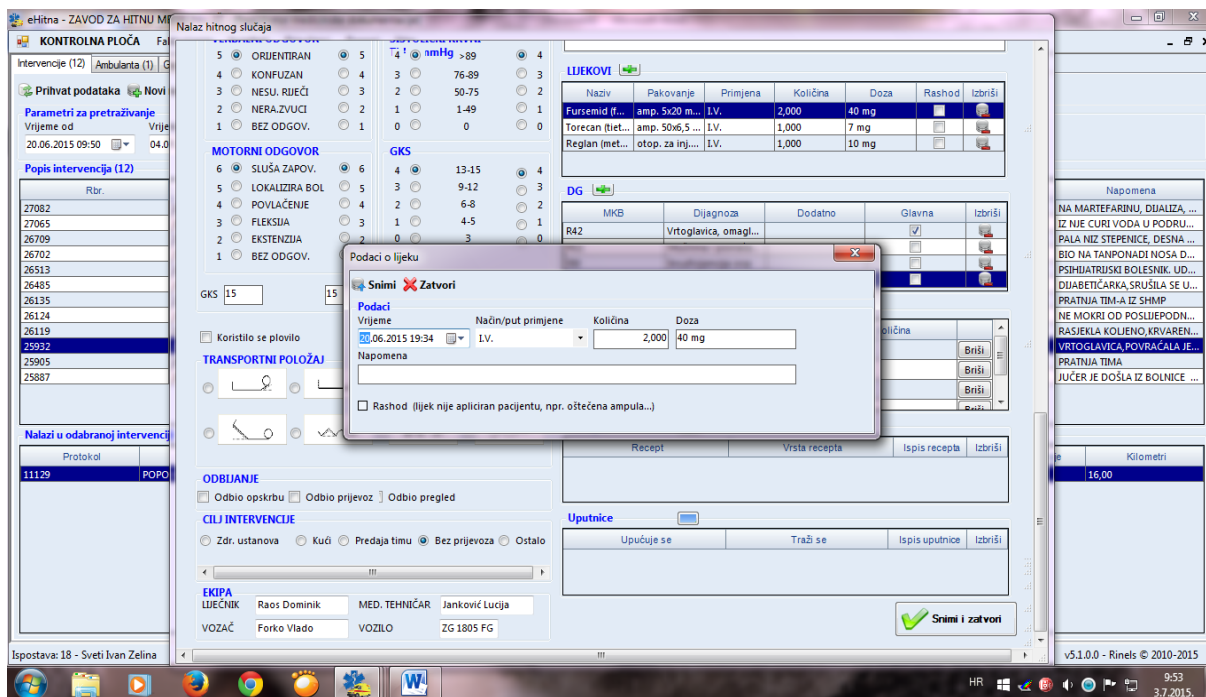 eHitna - ZAVOD ZA HITNU M
KONTROLNA PLOČA
Intervencije (12) Ambulanta (1)
Prihvat podataka Novi
Parametri za pretraživanje
Vrijeme od
20.06.2015 09:50
Popis intervencija (12)
Rbr.
27082
27065
26709
26702
26513
26485
26135
26124
26119
25932
25905
25887
Nalazi u odabranoj intervencij
Protokol
11129 POPO
Ispostava: 18 - Sveti Ivan Zelina
Nalaz hitnog slučaja
5 ORIJENTIRAN 5
4 KONFUZAN 4
3 NESU. RIJEČI 3
2 NERA.ZVUCI 2
1 BEZ ODGOV. 1
mmHg
4 >89 4
3 76-89 3
2 50-75 2
1 1-49 1
0 0 0
MOTORNI ODGOVOR
6 SLUŠA ZAPOV. 6
5 LOKALIZIRA BOL 5
4 POVLAČENJE 4
3 FLEKSIJA 3
2 EKSTENZIJA 2
1 BEZ ODGOV.
GKS
4 13-15 4
3 9-12 3
2 6-8 2
1 4-5 1
0 3 0
GKS 15 15
Koristilo se plovilo
TRANSPORTNI POLOŽAJ
ODBIJANJE
Odbio opskrbu Odbio prijevoz Odbio pregled
CILJ INTERVENCIJE
Zdr. ustanova Kući Predaja timu Bez prijevoza Ostalo
EKIPA
LIJEČNIK Raos Dominik MED. TEHNIČAR Janković Lucija
VOZAČ Forko Vlado VOZILO ZG 1805 FG
LIJEKOVI
Naziv Pakovanje Primjena Količina Doza Rashod Izbriši
Fursemid (f... amp. 5x20 m... I.V. 2,000 40 mg
Torecan (tiet... amp. 50x6,5 ... I.V. 1,000 7 mg
Reglan (met... otop. za inj.... I.V. 1,000 10 mg
DG
MKB Dijagnoza Dodatno Glavna Izbriši
R42 Vrtoglavica, omagl...
Podaci o lijeku
Snimi Zatvori
Podaci
Vrijeme Način/put primjene Količina Doza
20.06.2015 19:34 I.V. 2,000 40 mg
Napomena
Rashod (lijek nije apliciran pacijentu, npr. oštećena ampula...)
oličina
Briši
Briši
Briši
Briši
Recept Vrsta recepta Ispis recepta Izbriši
Uputnice
Upućuje se Traži se Ispis uputnice Izbriši
Snimi i zatvori
Napomena
NA MARTEFARINU, DIJALIZA, ...
IZ NJE CURI VODA U PODRU...
PALA NIZ STEPENICE, DESNA ...
BIO NA TANPONADI NOSA D...
PSIHIJATRIJSKI BOLESNIK. UD...
DIJABETIČARKA,SRUŠILA SE U...
PRATNJA TIM-A IZ SHMP
NE MOKRI OD POSLIJEPODN...
RASJEKLA KOLJENO,KRVAREN...
VRTOGLAVICA,POVRAĆALA JE...
PRATNJA TIMA
JUČER JE DOŠLA IZ BOLNICE ...
Kilometri
16,00
v5.1.0.0 - Rinels © 2010-2015
HR
9:53
3.7.2015.